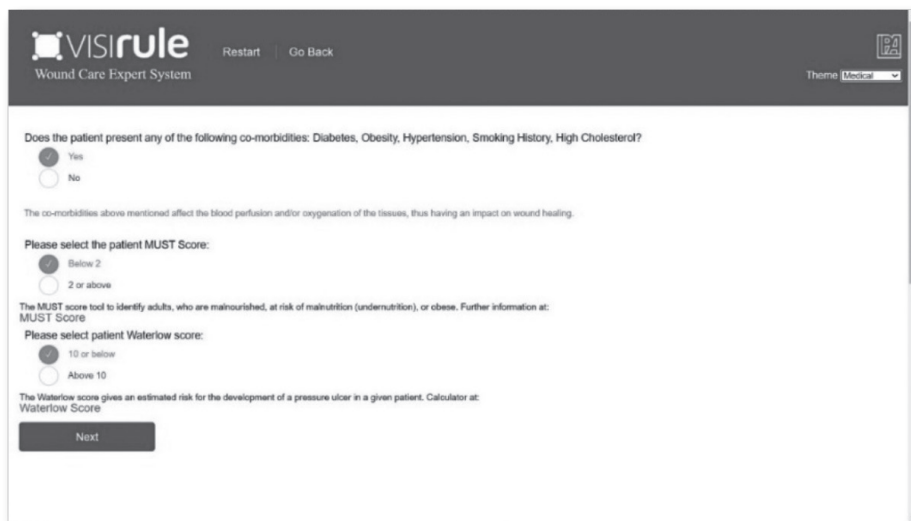 VISIrule
Restart | Go Back
Wound Care Expert System
Theme Medical
Does the patient present any of the following co-morbidities: Diabetes, Obesity, Hypertension, Smoking History, High Cholesterol?
Yes
No
The co-morbidities above mentioned affect the blood perfusion and/or oxygenation of the tissues, thus having an impact on wound healing.
Please select the patient MUST Score:
Below 2
2 or above
The MUST score tool to identify adults, who are malnourished, at risk of malnutrition (undernutrition), or obese. Further information at:
MUST Score
Please select patient Waterlow score:
10 or below
Above 10
The Waterlow score gives an estimated risk for the development of a pressure ulcer in a given patient. Calculator at:
Waterlow Score
Next